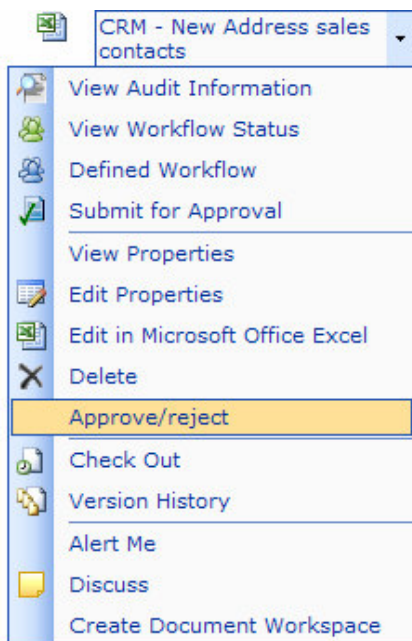 CRM - New Address sales
contacts
View Audit Information
View Workflow Status
Defined Workflow
Submit for Approval
View Properties
Edit Properties
Edit in Microsoft Office Excel
Delete
Approve/reject
Check Out
Version History
Alert Me
Discuss
Create Document Workspace